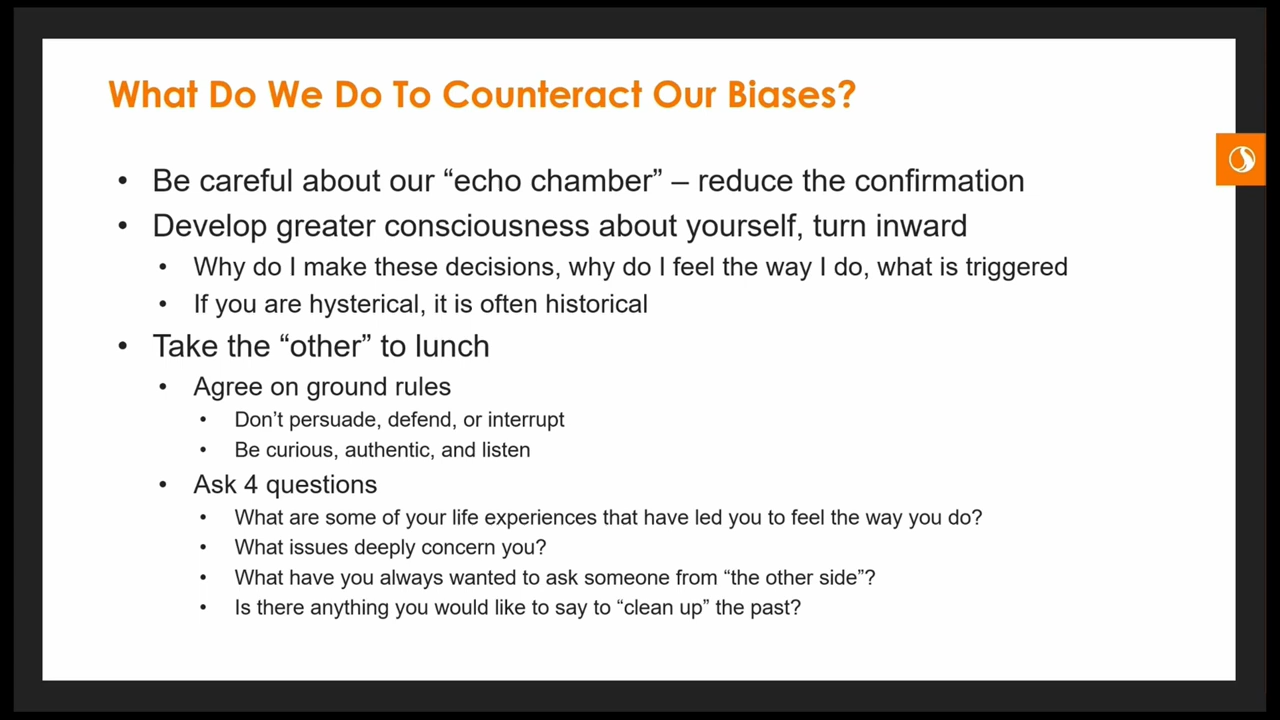 What Do We Do To Counteract Our Biases?
• Be careful about our “echo chamber” – reduce the confirmation
• Develop greater consciousness about yourself, turn inward
• Why do I make these decisions, why do I feel the way I do, what is triggered
• If you are hysterical, it is often historical
• Take the “other” to lunch
• Agree on ground rules
• Don’t persuade, defend, or interrupt
• Be curious, authentic, and listen
• Ask 4 questions
• What are some of your life experiences that have led you to feel the way you do?
• What issues deeply concern you?
• What have you always wanted to ask someone from “the other side”?
• Is there anything you would like to say to “clean up” the past?